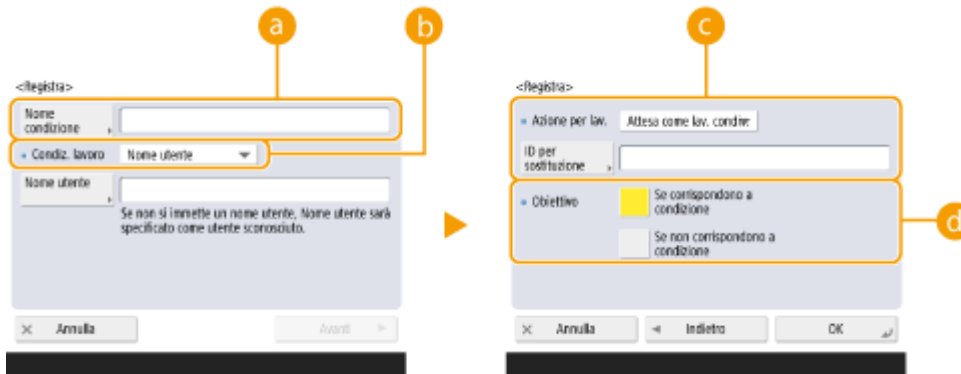 a
b
c
<Registra>
Nome
condizione
Condiz. lavoro Nome utente
Nome utente
Se non si immette un nome utente, Nome utente sarà
specificato come utente sconosciuto.
Annulla Avanti
<Registra>
Azione per lav. Attesa come lav. condiv
ID per
sostituzione
Obiettivo Se corrispondono a
condizione
Se non corrispondono a
condizione
d
Annulla Indietro OK